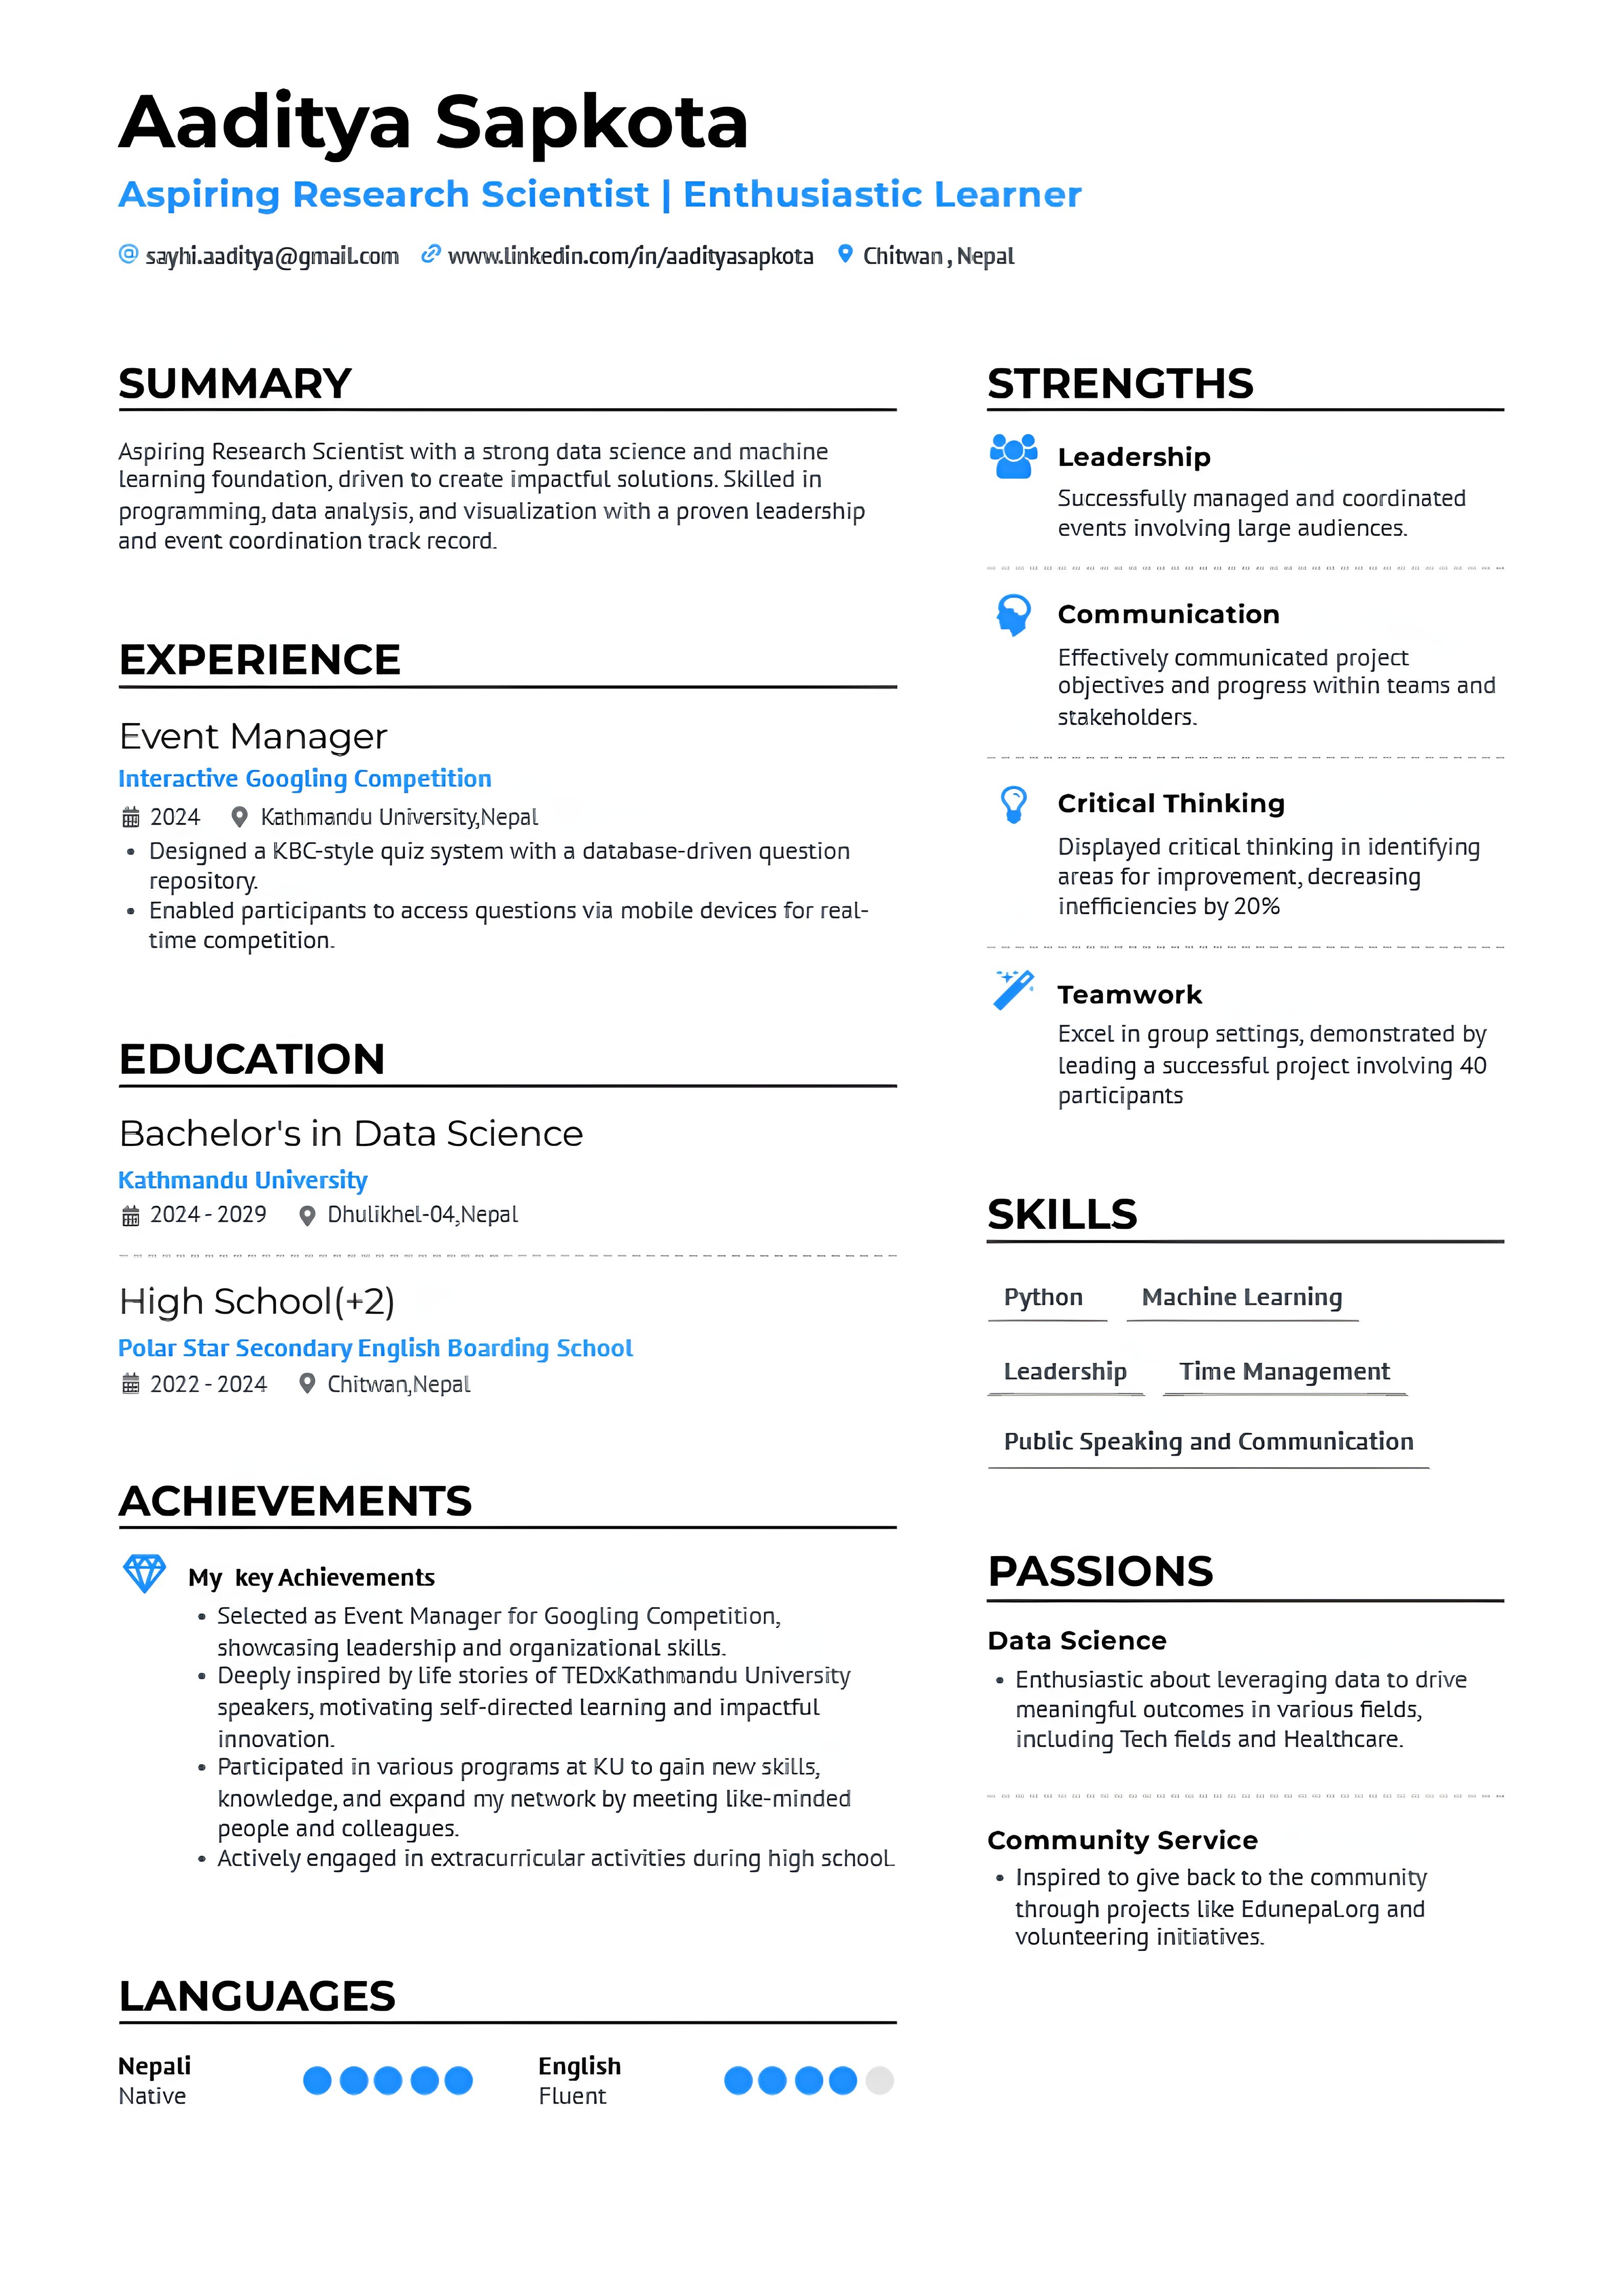 Aaditya Sapkota
Aspiring Research Scientist | Enthusiastic Learner
sayhi.aaditya@gmail.com www.linkedin.com/in/aadityasapkota Chitwan, Nepal
SUMMARY
Aspiring Research Scientist with a strong data science and machine
learning foundation, driven to create impactful solutions. Skilled in
programming, data analysis, and visualization with a proven leadership
and event coordination track record.
EXPERIENCE
Event Manager
Interactive Googling Competition
2024 Kathmandu University,Nepal
• Designed a KBC-style quiz system with a database-driven question
repository.
• Enabled participants to access questions via mobile devices for real-
time competition.
EDUCATION
Bachelor's in Data Science
Kathmandu University
2024 - 2029 Dhulikhel-04,Nepal
High School(+2)
Polar Star Secondary English Boarding School
2022 - 2024 Chitwan,Nepal
ACHIEVEMENTS
My key Achievements
• Selected as Event Manager for Googling Competition,
showcasing leadership and organizational skills.
• Deeply inspired by life stories of TEDxKathmandu University
speakers, motivating self-directed learning and impactful
innovation.
• Participated in various programs at KU to gain new skills,
knowledge, and expand my network by meeting like-minded
people and colleagues.
• Actively engaged in extracurricular activities during high school.
LANGUAGES
Nepali English
Native Fluent
STRENGTHS
Leadership
Successfully managed and coordinated
events involving large audiences.
Communication
Effectively communicated project
objectives and progress within teams and
stakeholders.
Critical Thinking
Displayed critical thinking in identifying
areas for improvement, decreasing
inefficiencies by 20%
Teamwork
Excel in group settings, demonstrated by
leading a successful project involving 40
participants
SKILLS
Python Machine Learning
Leadership Time Management
Public Speaking and Communication
PASSIONS
Data Science
• Enthusiastic about leveraging data to drive
meaningful outcomes in various fields,
including Tech fields and Healthcare.
Community Service
• Inspired to give back to the community
through projects like Edunepal.org and
volunteering initiatives.